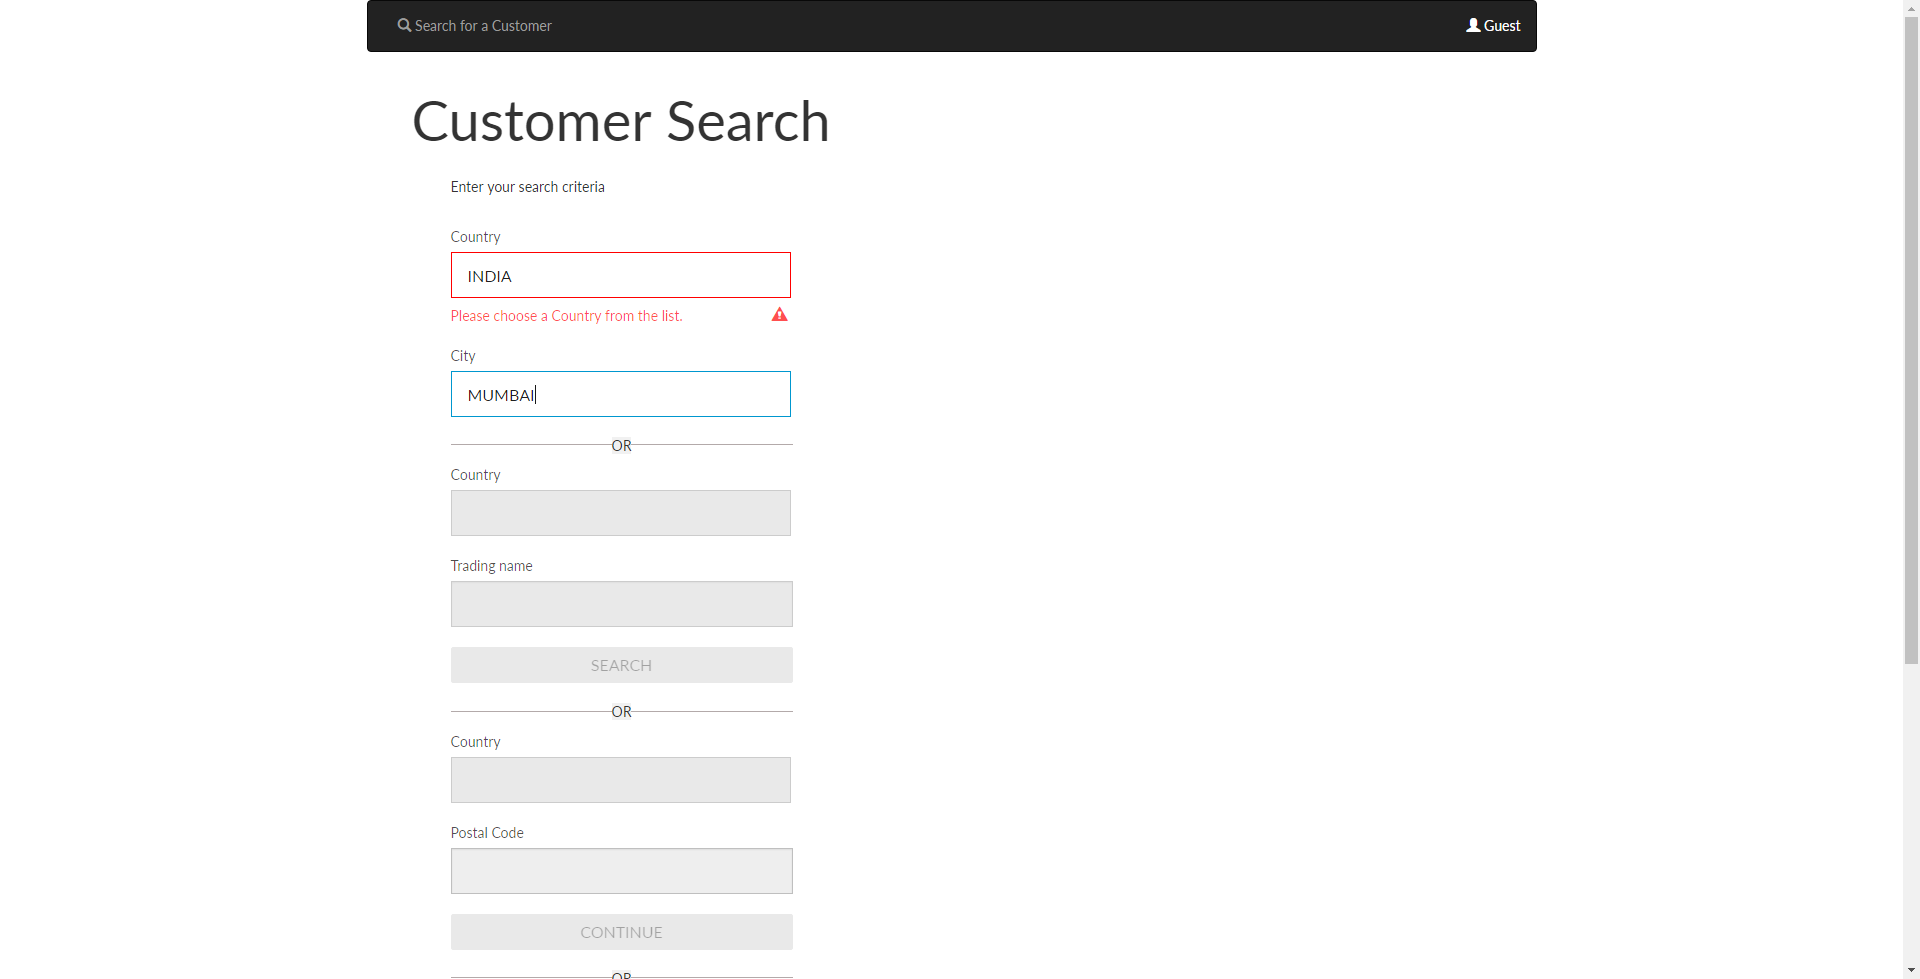 Search for a Customer
Guest
Customer Search
Enter your search criteria
Country
INDIA
Please choose a Country from the list.
City
MUMBAI
OR
Country
Trading name
SEARCH
OR
Country
Postal Code
CONTINUE
OR